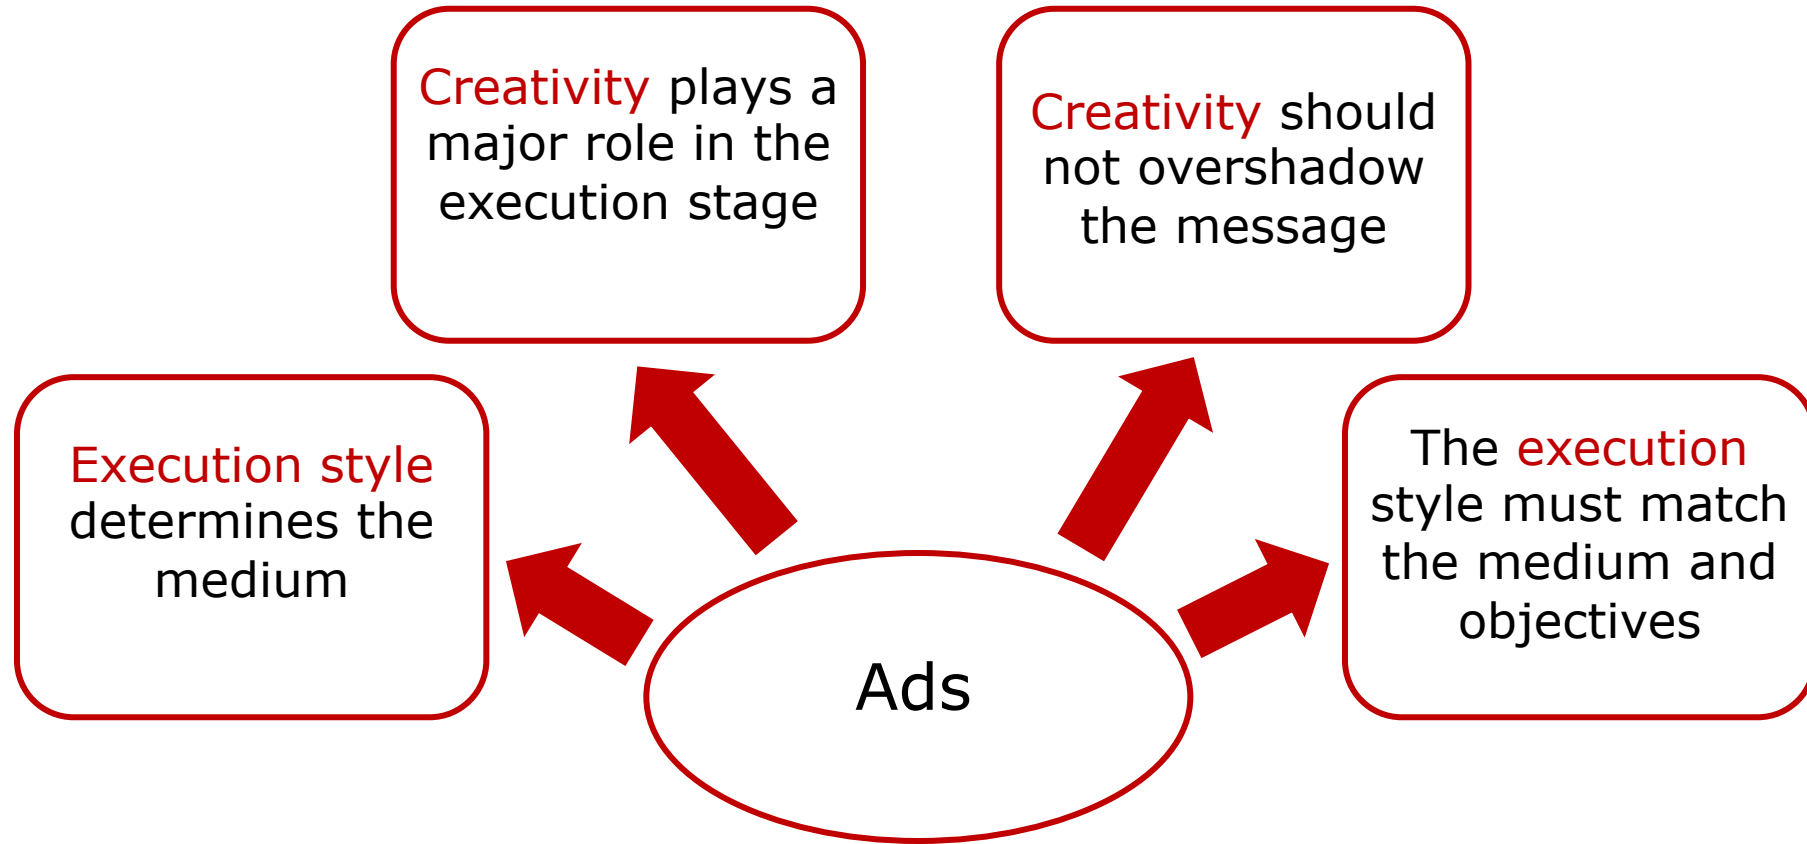 Creativity plays a
major role in the
execution stage
Creativity should
not overshadow
the message
Execution style
determines the
medium
The execution
style must match
the medium and
objectives
Ads